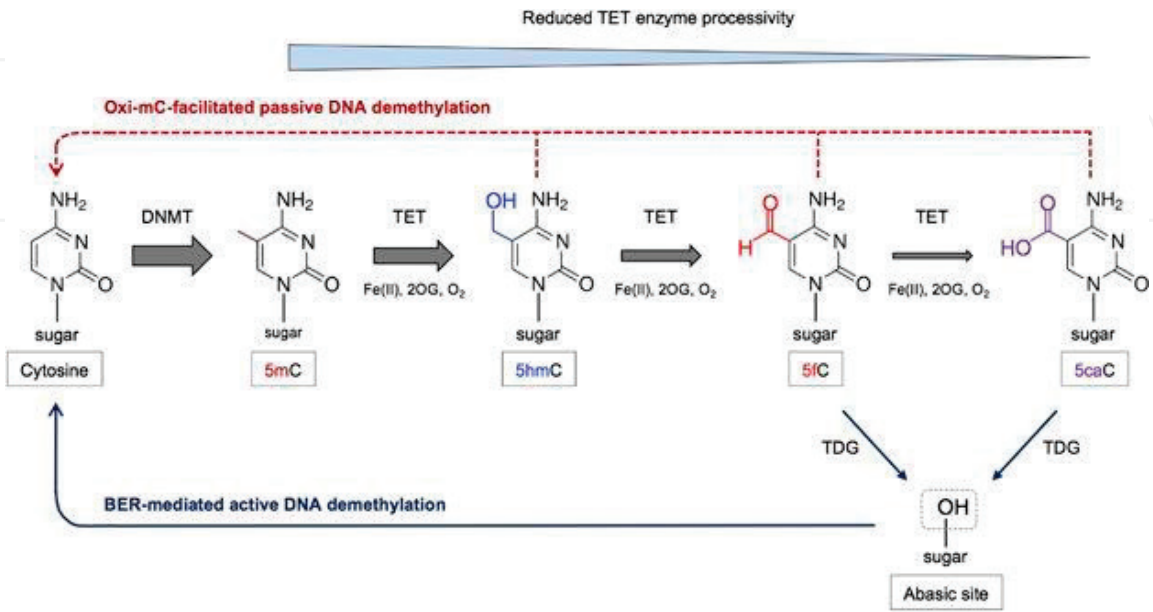 Reduced TET enzyme processivity
Oxi-mC-facilitated passive DNA demethylation
NH₂
N
N
O
sugar
Cytosine
DNMT
NH₂
N
N
O
sugar
5mC
TET
Fe(II), 2OG, O₂
OH
NH₂
N
N
O
sugar
5hmC
TET
Fe(II), 2OG, O₂
O
H
NH₂
N
N
O
sugar
5fC
TET
Fe(II), 2OG, O₂
O
HO
NH₂
N
N
O
sugar
5caC
TDG
TDG
BER-mediated active DNA demethylation
OH
sugar
Abasic site